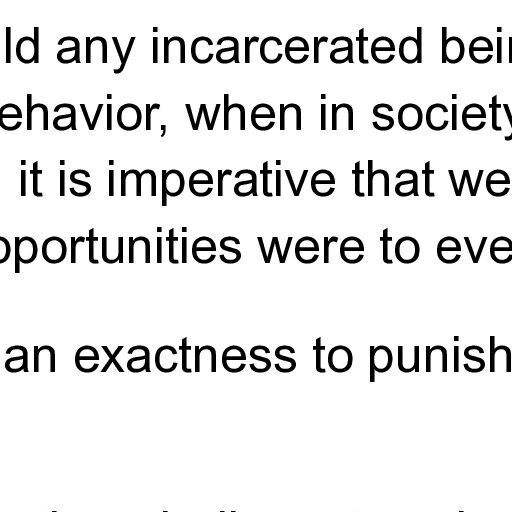 ld any incarcerated bei
ehavior, when in society
it is imperative that we
pportunities were to eve
an exactness to punish